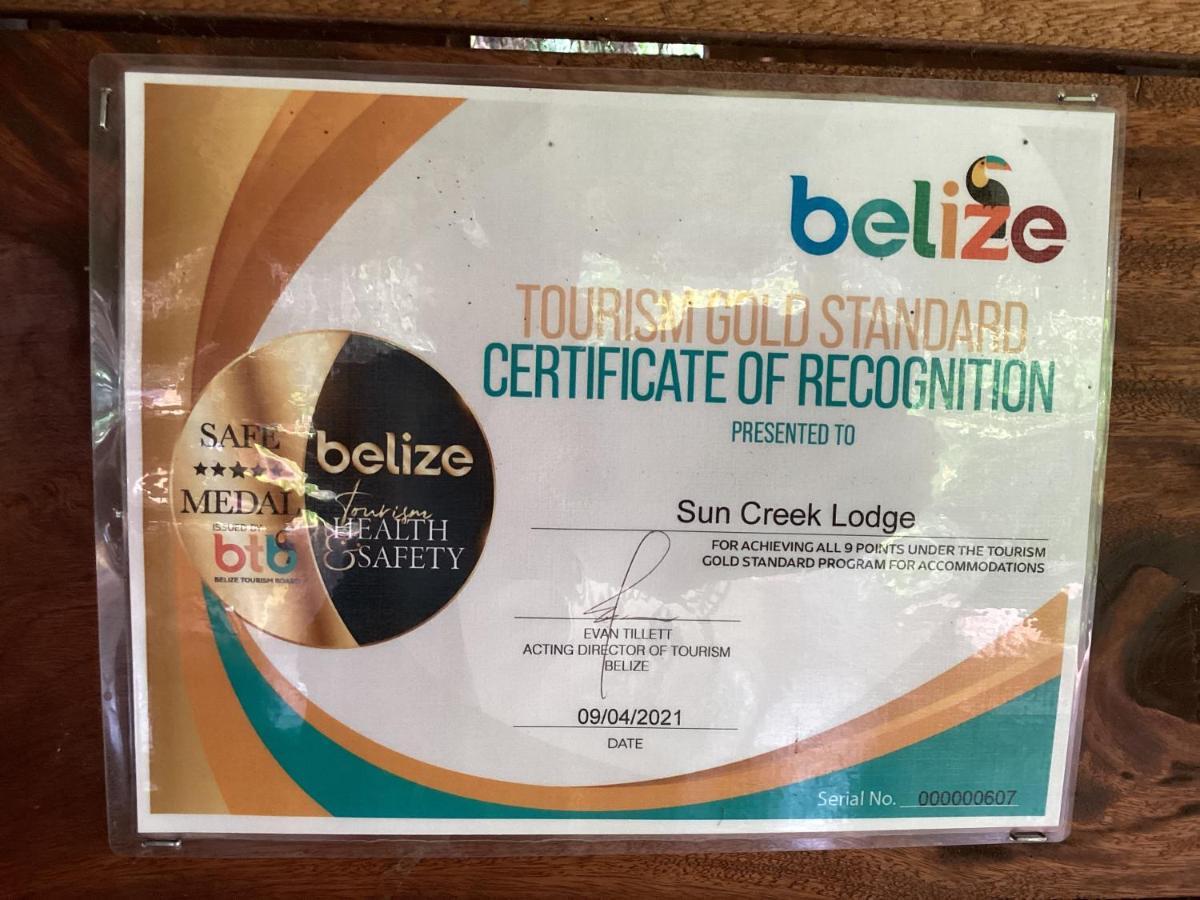 belize
TOURISM GOLD STANDARD
CERTIFICATE OF RECOGNITION
PRESENTED TO
Sun Creek Lodge
FOR ACHIEVING ALL 9 POINTS UNDER THE TOURISM
GOLD STANDARD PROGRAM FOR ACCOMMODATIONS
SAFE
MEDAL
ISSUED BY
btb
BELIZE TOURISM BOARD
belize
Tourism
HEALTH
& SAFETY
EVAN TILLETT
ACTING DIRECTOR OF TOURISM
BELIZE
09/04/2021
DATE
Serial No. 000000607